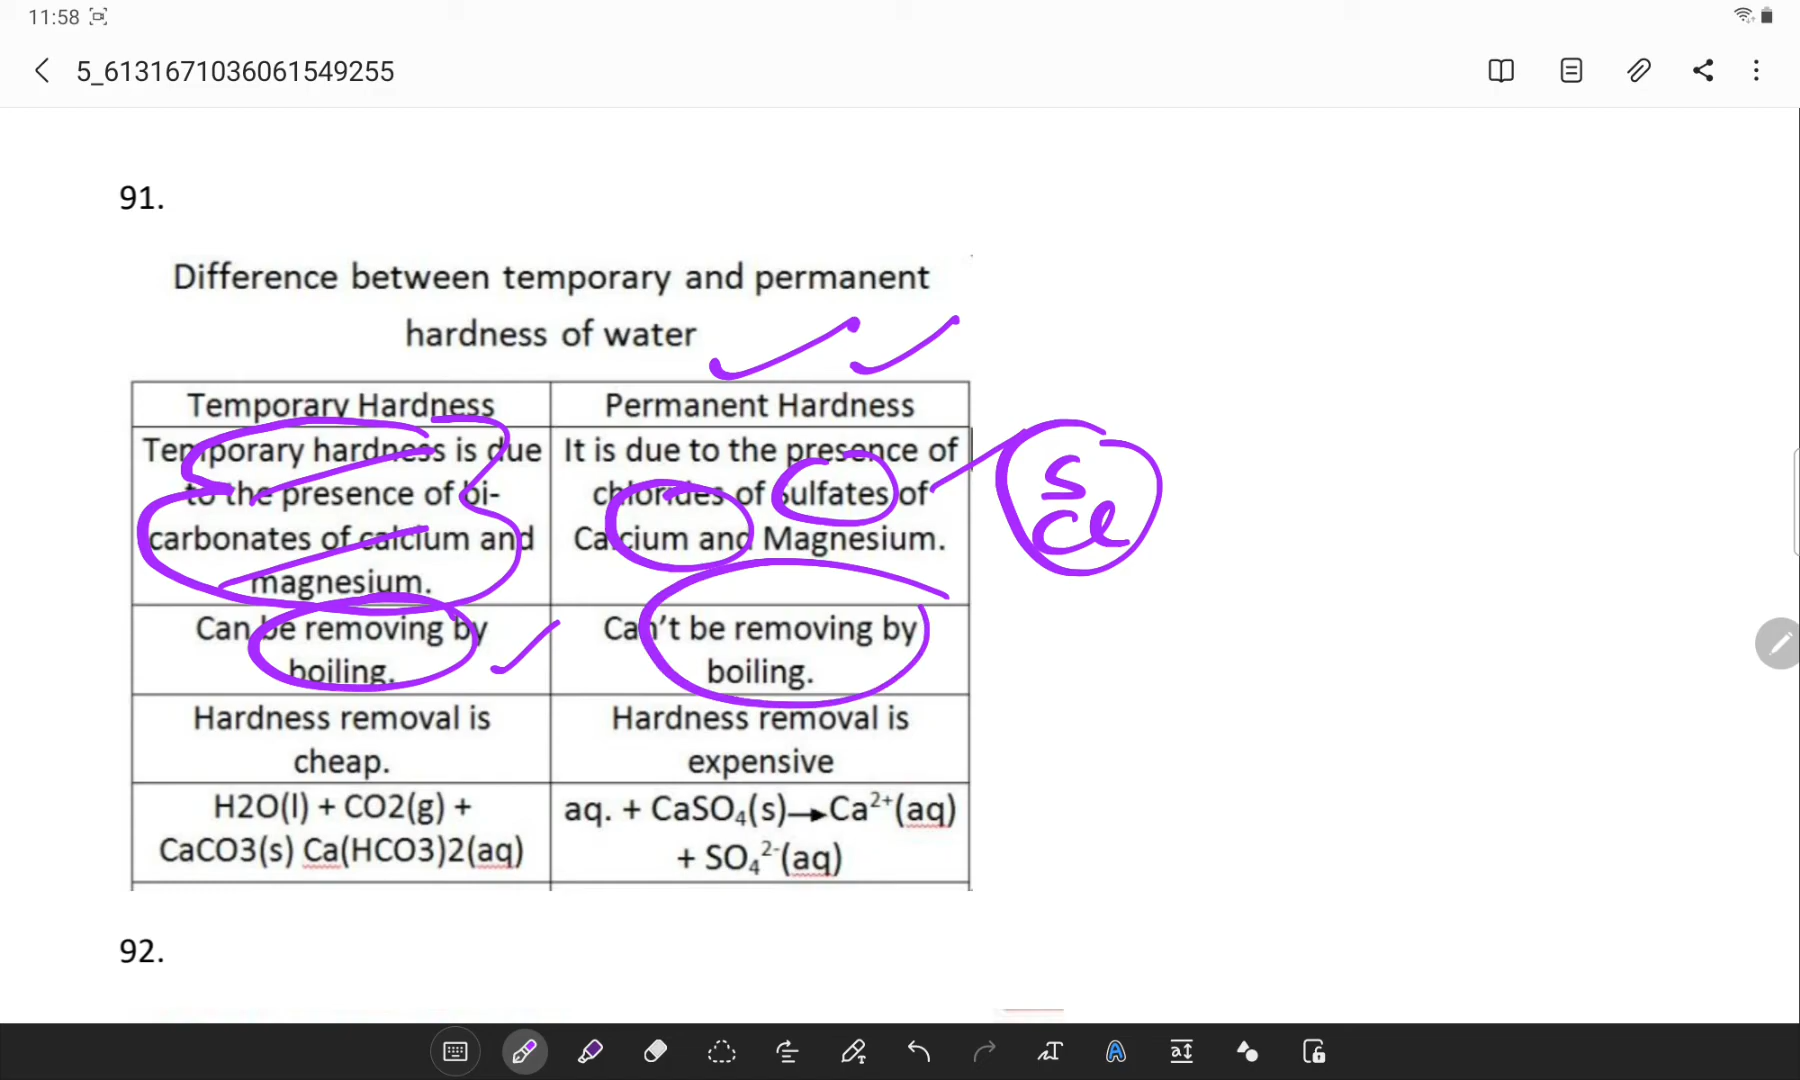 11:58
5_6131671036061549255
91.
Difference between temporary and permanent
hardness of water
Temporary Hardness
Permanent Hardness
Temporary hardness is due
to the presence of bi-
carbonates of calcium and
magnesium.
It is due to the presence of
chlorides of sulfates of
Calcium and Magnesium.
S
Cl
Can be removing by
boiling.
Can't be removing by
boiling.
Hardness removal is
cheap.
Hardness removal is
expensive
H2O(l) + CO2(g) +
CaCO3(s) Ca(HCO3)2(aq)
aq. + CaSO₄(s)→Ca²⁺(aq)
+ SO₄²⁻(aq)
92.